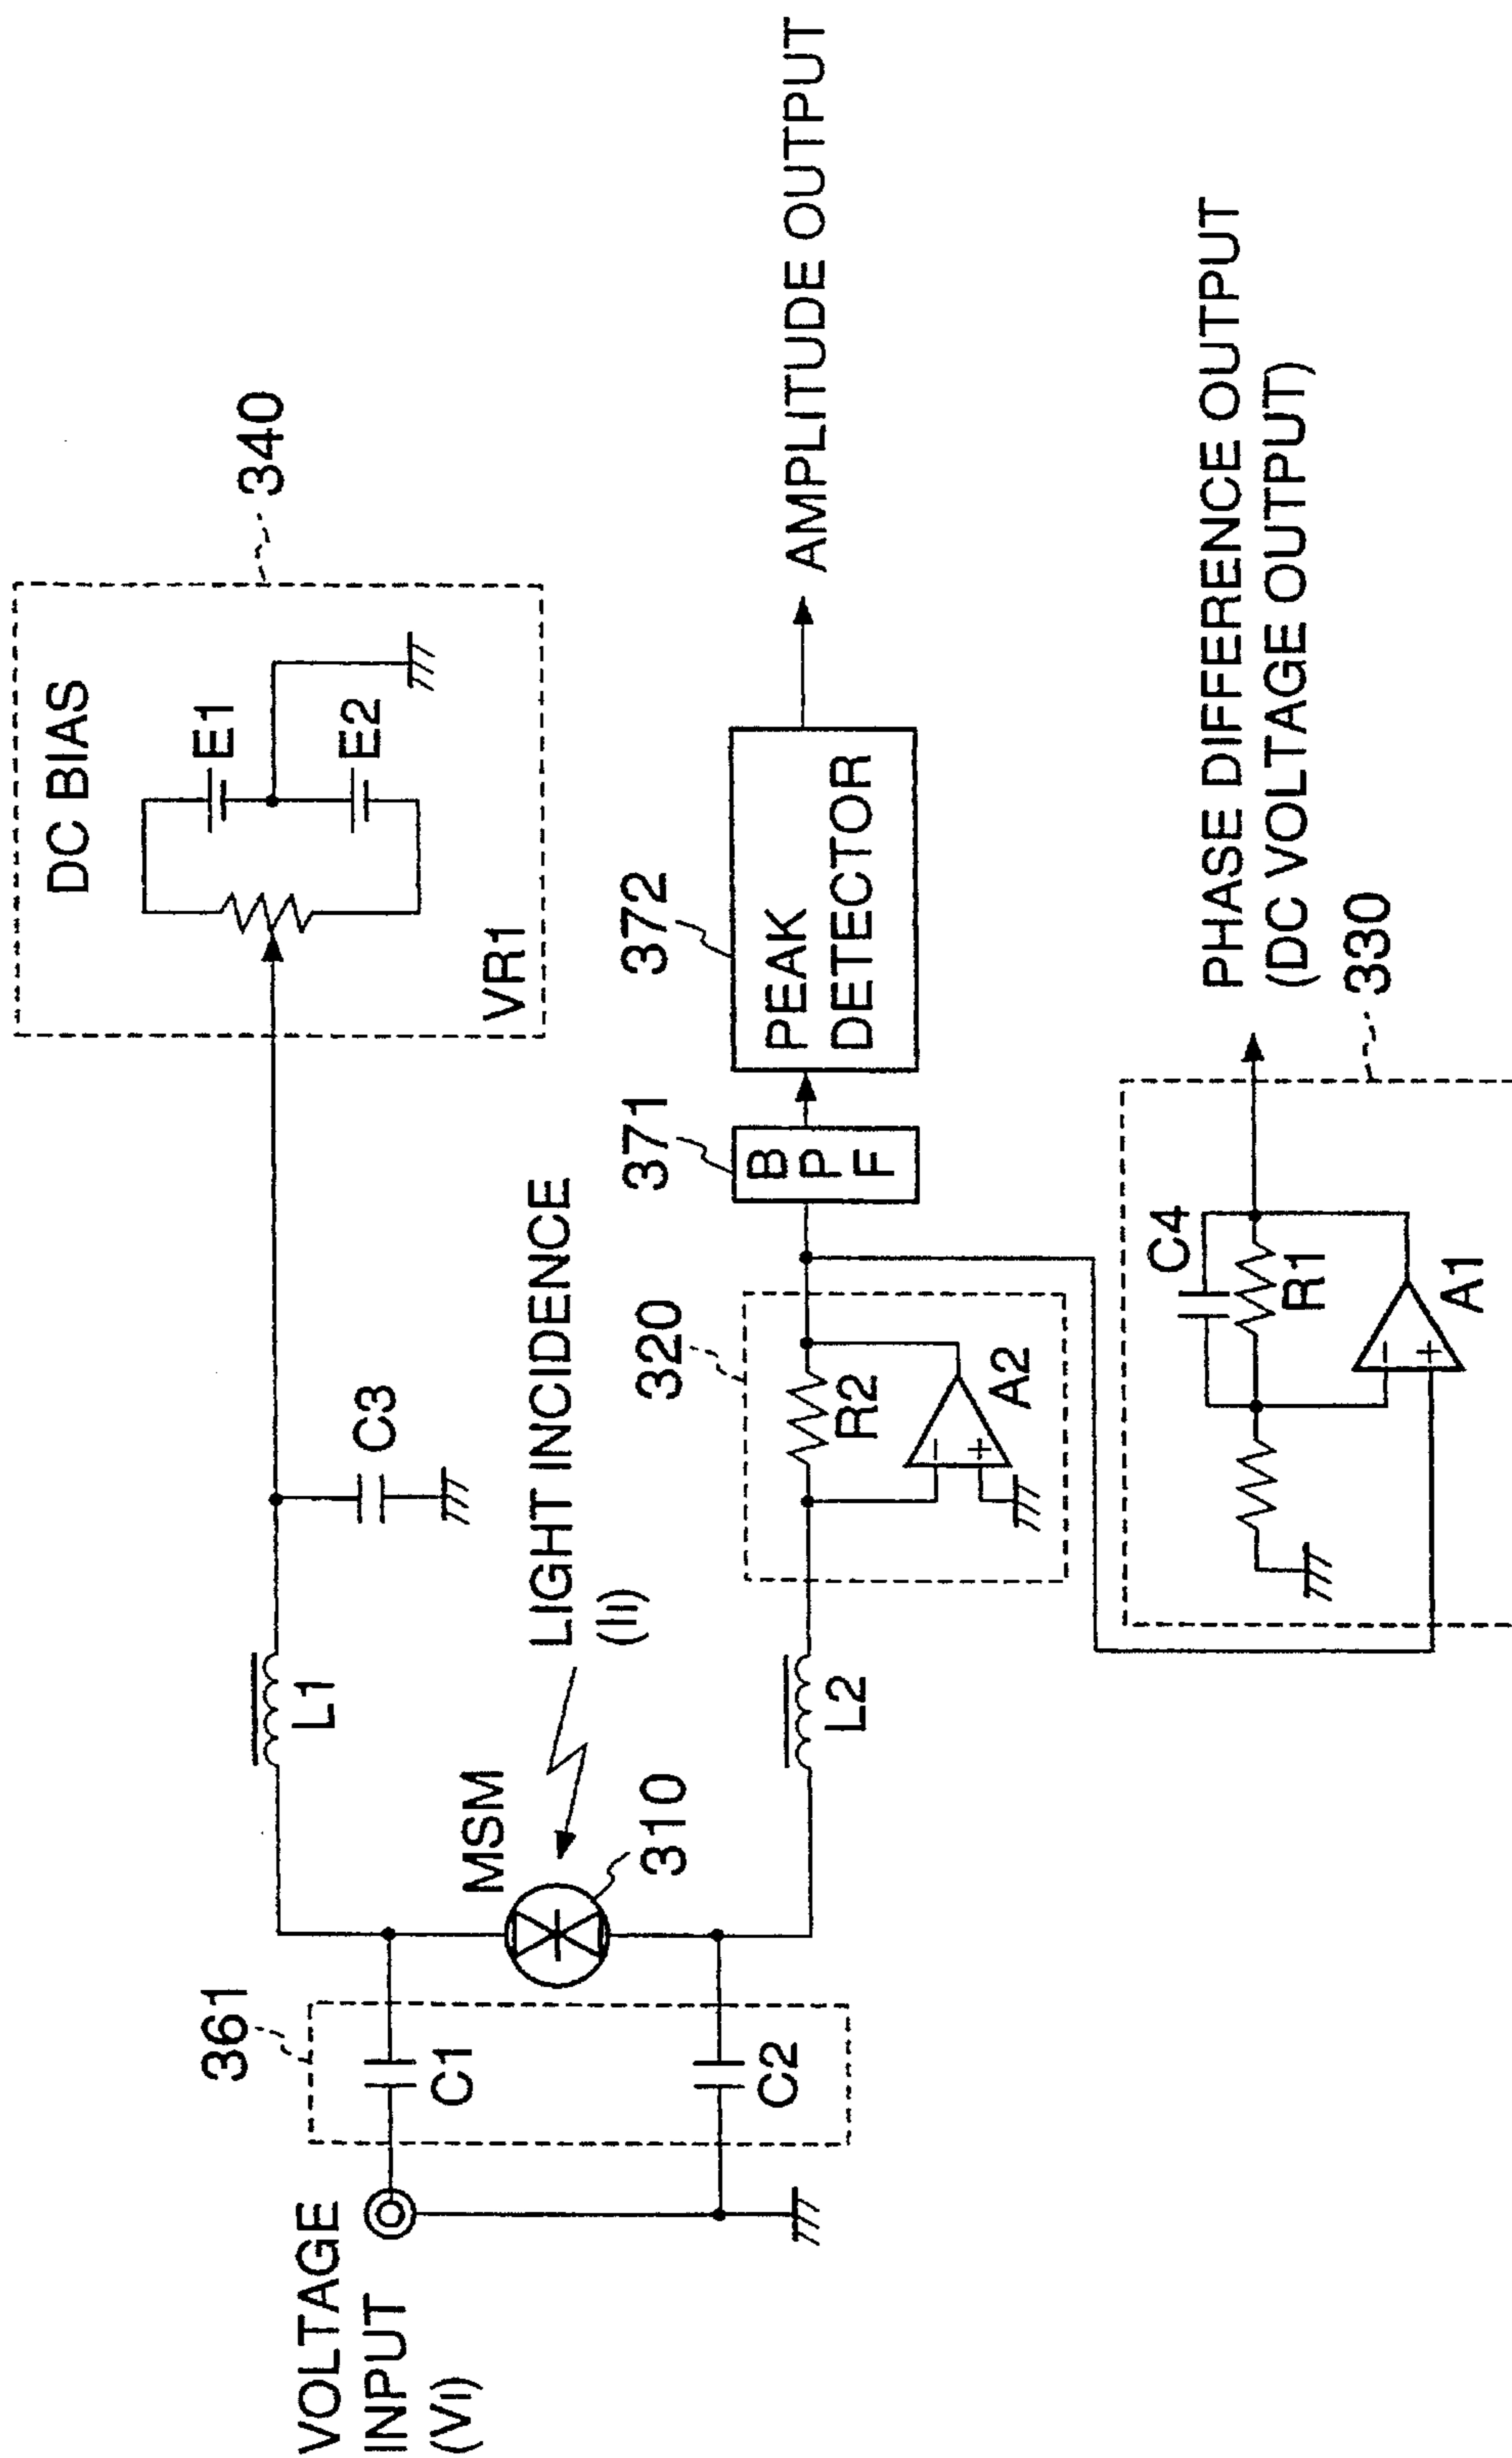 DC BIAS
E1
E2
VR1
340
L1
C3
VOLTAGE
INPUT
(VI)
361
C1
C2
MSM
310
LIGHT INCIDENCE
(II)
L2
320
R2
A2
-
+
371
B
P
F
372
PEAK
DETECTOR
AMPLITUDE OUTPUT
C4
R1
A1
-
+
330
PHASE DIFFERENCE OUTPUT
(DC VOLTAGE OUTPUT)